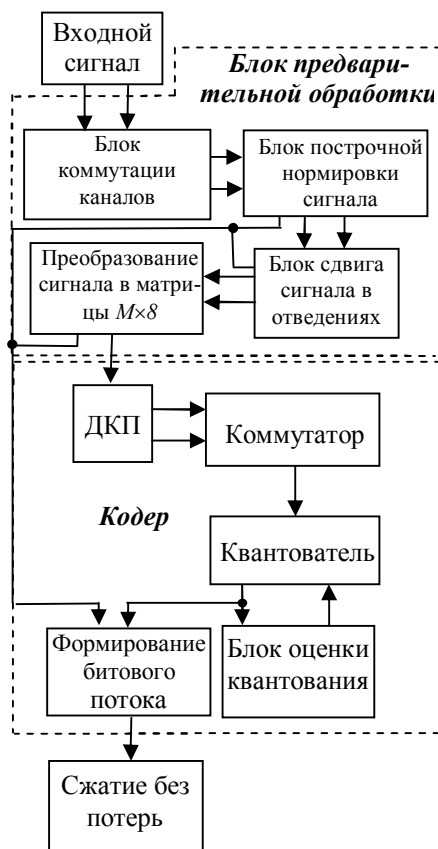 Входной
сигнал
Блок предвари-
тельной обработки
Блок
коммутации
каналов
Блок построчной
нормировки
сигнала
Преобразование
сигнала в матри-
цы M×8
Блок сдвига
сигнала в
отведениях
ДКП
Коммутатор
Кодер
Квантователь
Формирование
битового
потока
Блок оценки
квантования
Сжатие без
потерь